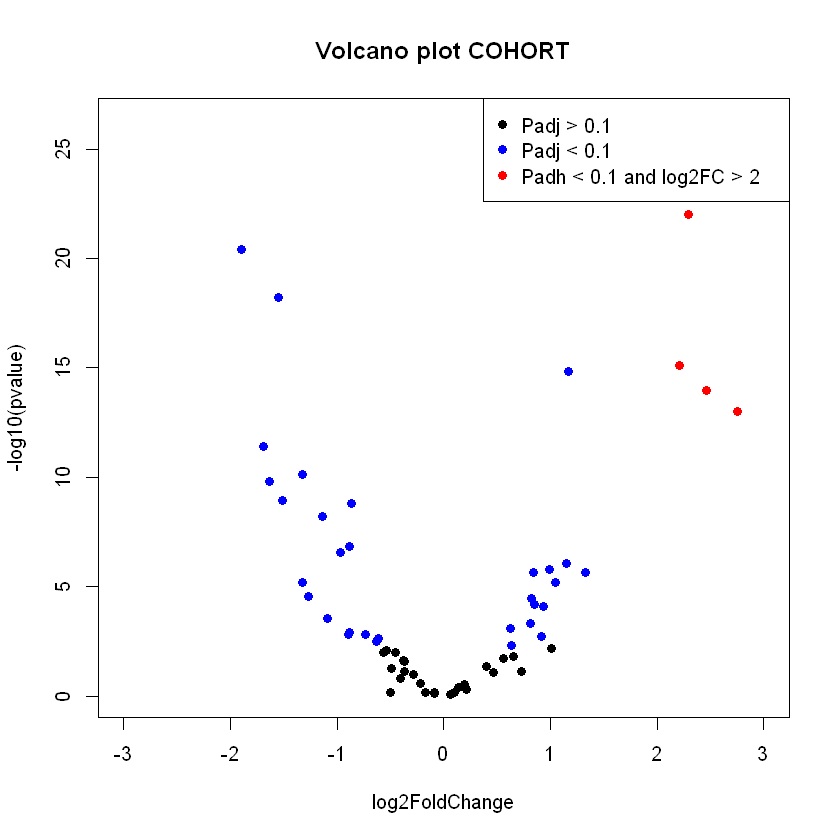 Volcano plot COHORT
Padj > 0.1
Padj < 0.1
Padh < 0.1 and log2FC > 2
25
20
15
10
5
0
-log10(pvalue)
-3 -2 -1 0 1 2 3
log2FoldChange